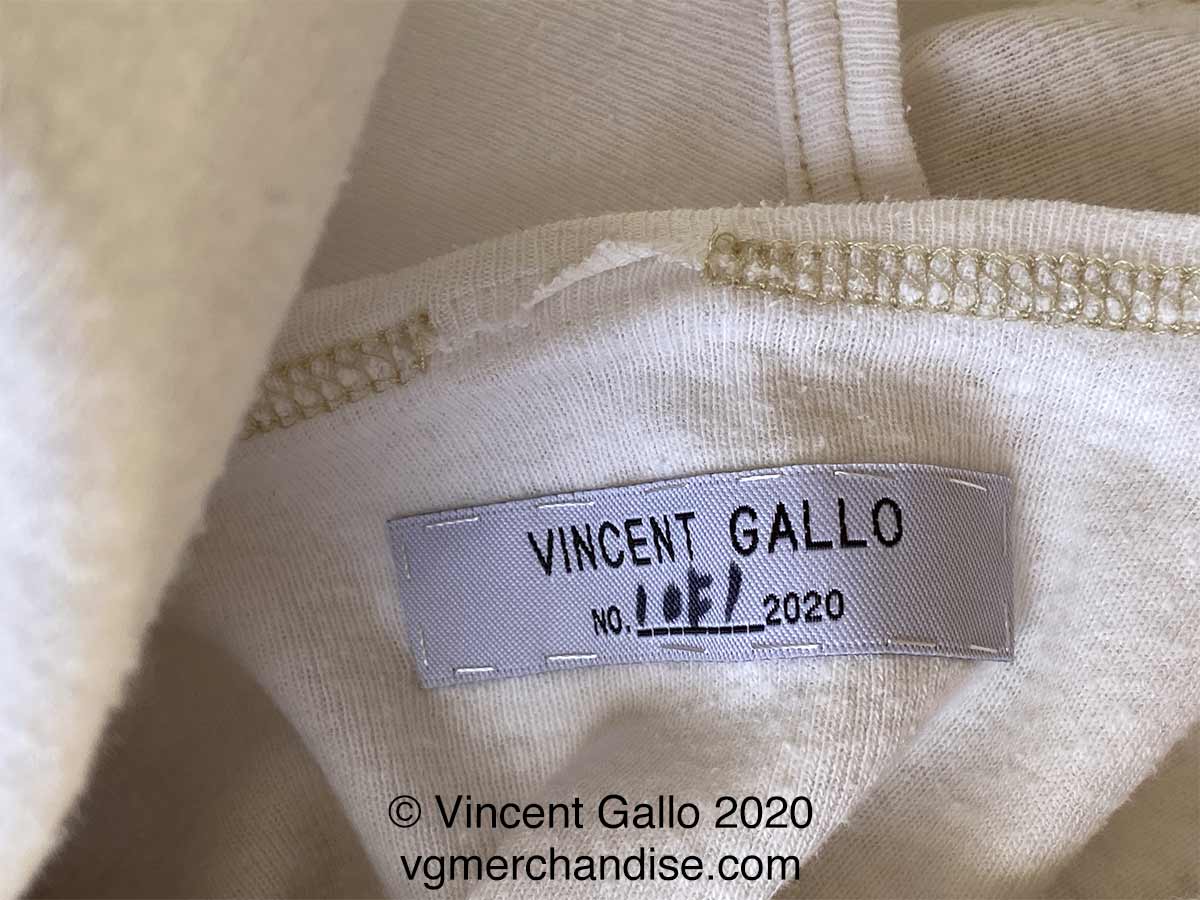 VINCENT GALLO
NO. 1 OF 1 2020
© Vincent Gallo 2020
vgmerchandise.com